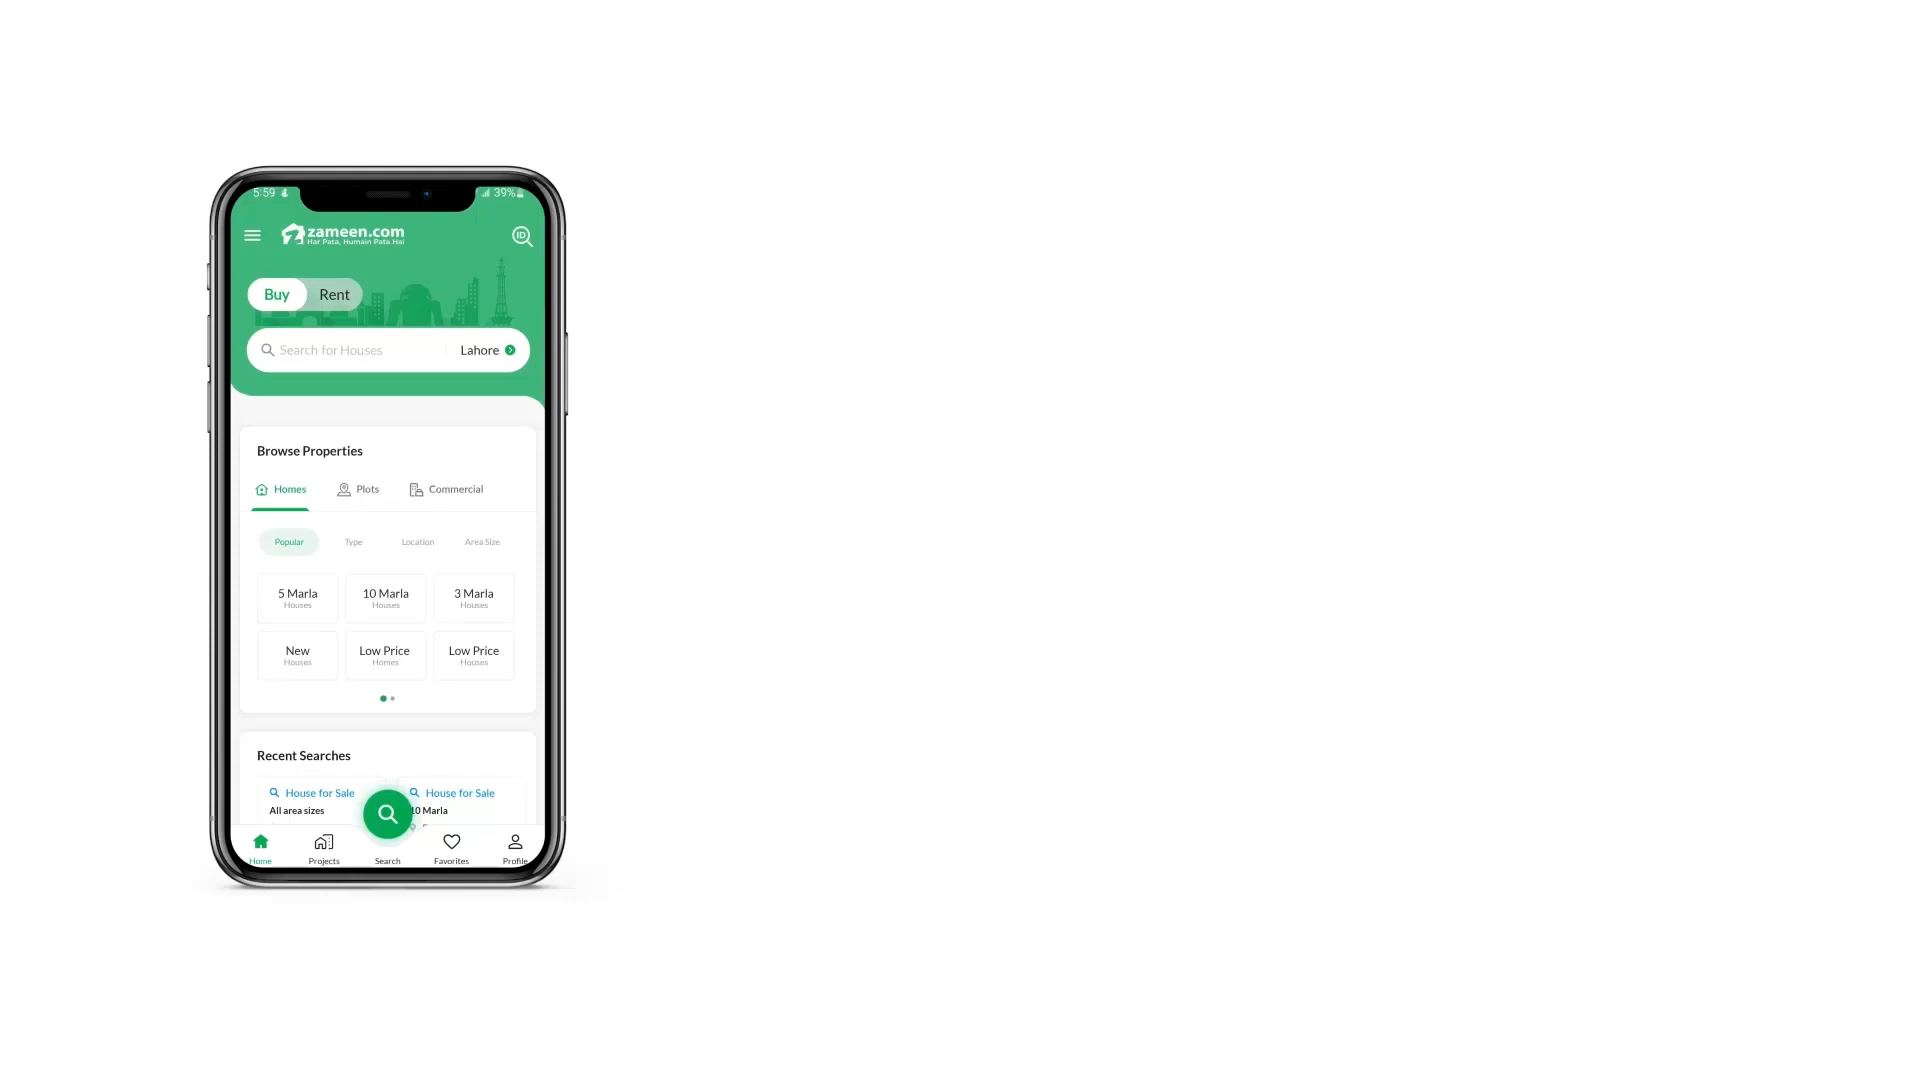 5:59
39%
zameen.com
Har Pata, Humain Pata Hai
ID
Buy
Rent
Search for Houses
Lahore
Browse Properties
Homes
Plots
Commercial
Popular
Type
Location
Area Size
5 Marla
Houses
10 Marla
Houses
3 Marla
Houses
New
Houses
Low Price
Homes
Low Price
Houses
Recent Searches
House for Sale
All area sizes
House for Sale
10 Marla
Home
Projects
Search
Favorites
Profile